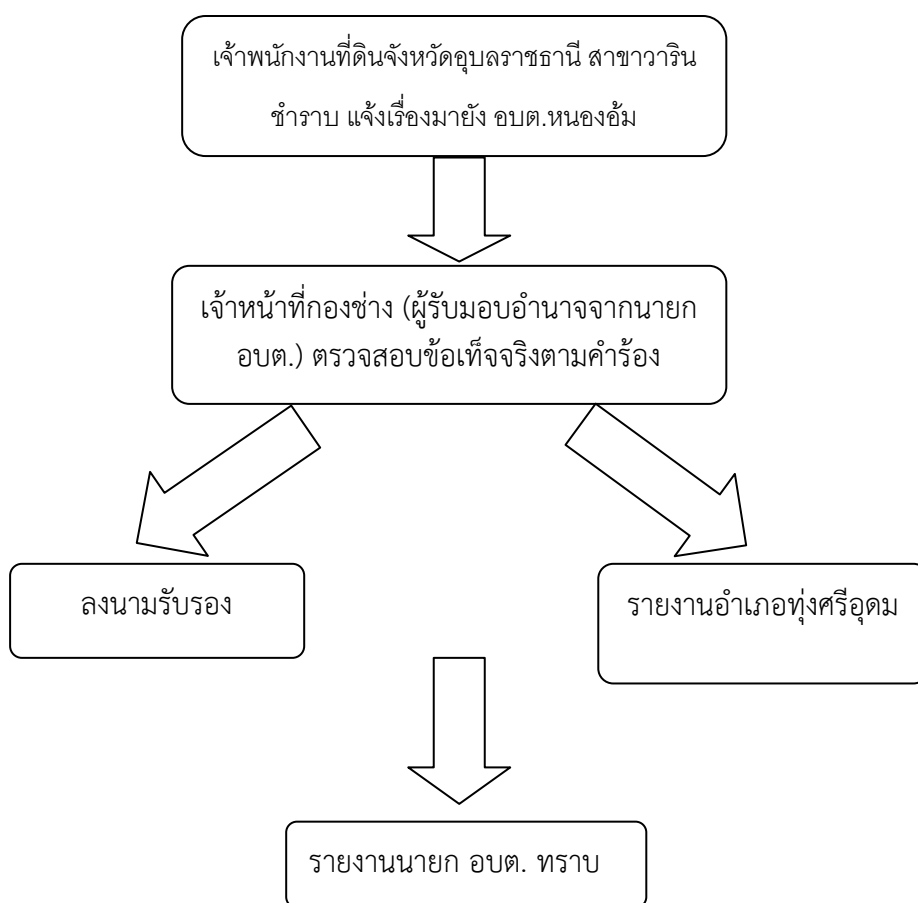 เจ้าพนักงานที่ดินจังหวัดอุบลราชธานี สาขาวาริน
ชำราบ แจ้งเรื่องมายัง อบต.หนองอ้ม
เจ้าหน้าที่กองช่าง (ผู้รับมอบอำนาจจากนายก
อบต.) ตรวจสอบข้อเท็จจริงตามคำร้อง
ลงนามรับรอง
รายงานอำเภอทุ่งศรีอุดม
รายงานนายก อบต. ทราบ